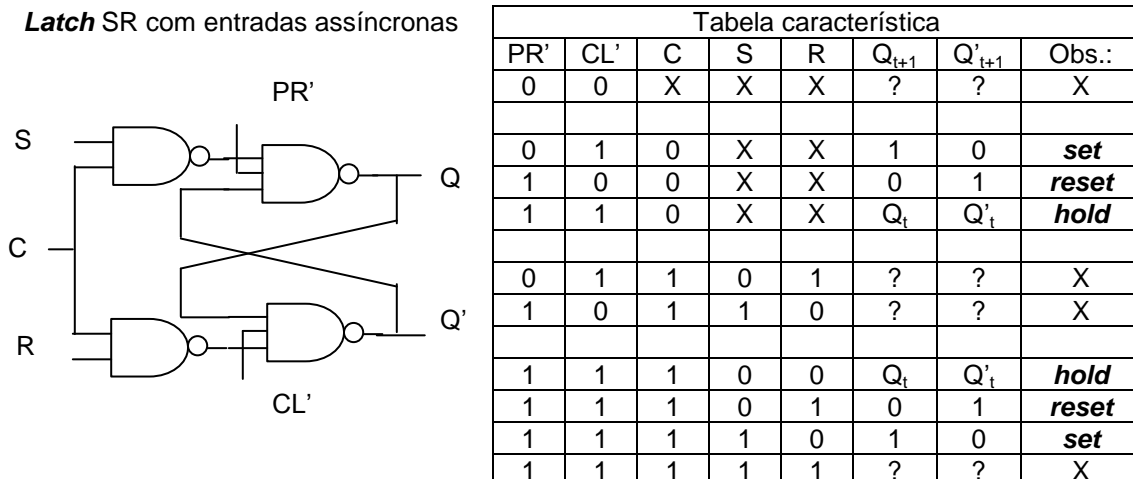 Latch SR com entradas assíncronas
PR’
S
Q
C
Q’
R
CL’
Tabela característica
PR’ CL’ C S R Qt+1 Q’t+1 Obs.:
0 0 X X X ? ? X
0 1 0 X X 1 0 set
1 0 0 X X 0 1 reset
1 1 0 X X Qt Q’t hold
0 1 1 0 1 ? ? X
1 0 1 1 0 ? ? X
1 1 1 0 0 Qt Q’t hold
1 1 1 0 1 0 1 reset
1 1 1 1 0 1 0 set
1 1 1 1 1 ? ? X